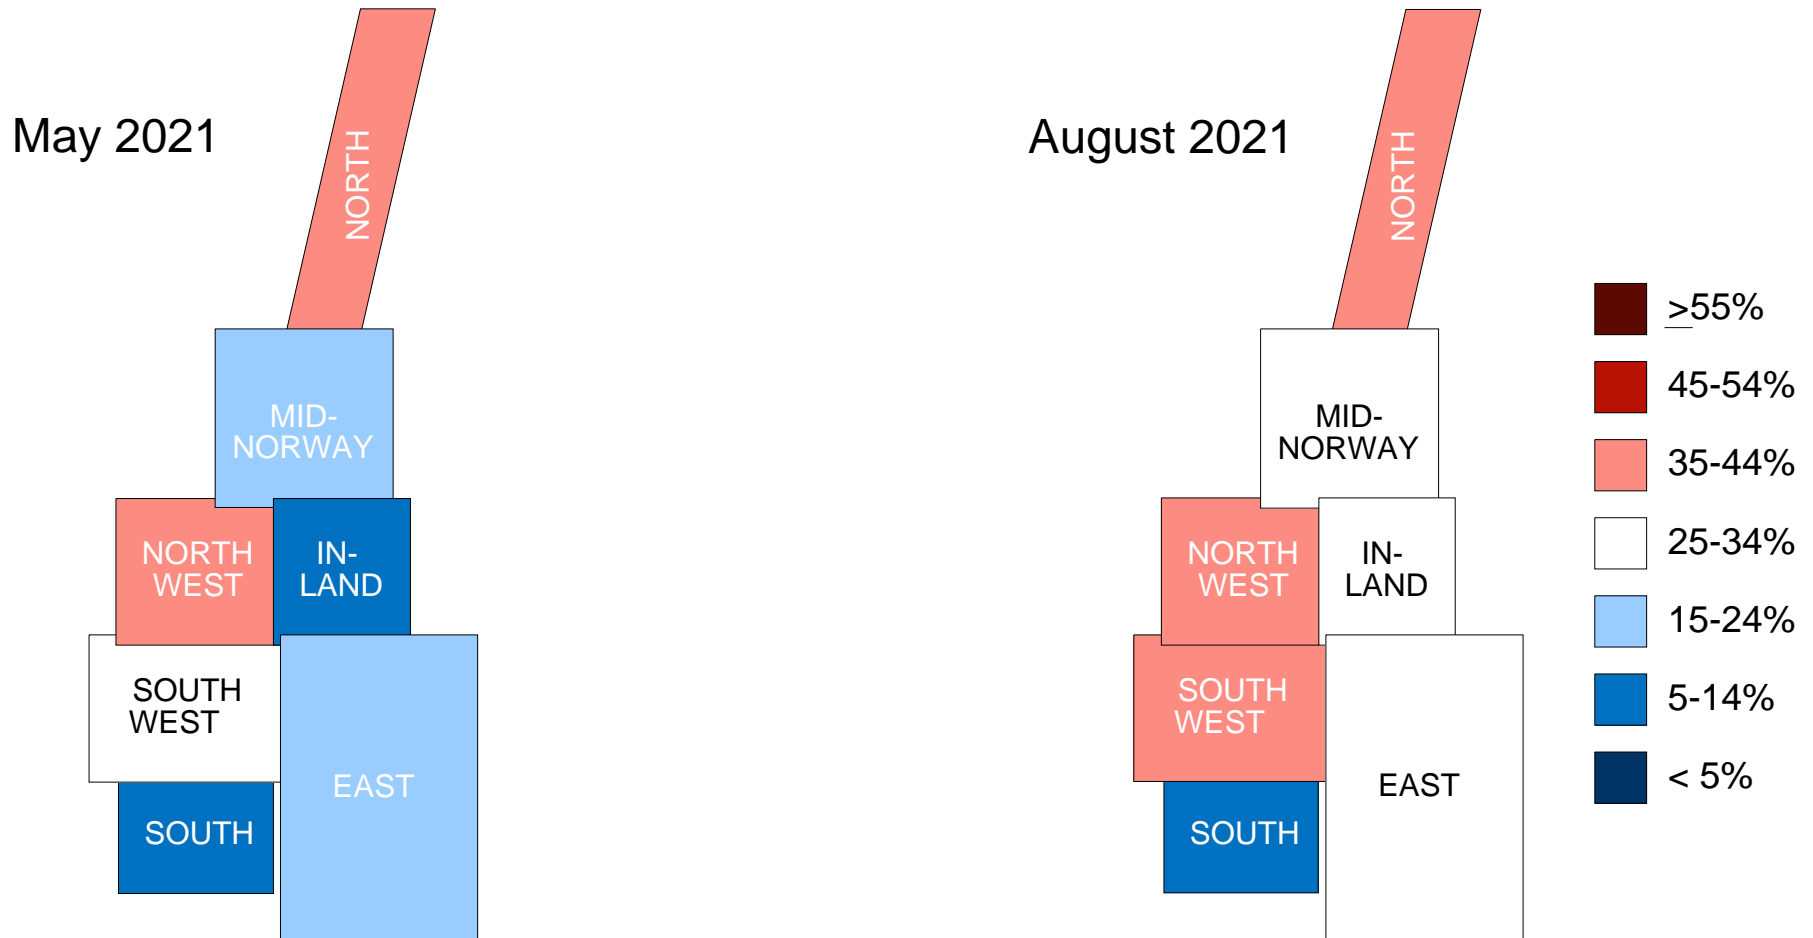 May 2021
NORTH
MID-
NORWAY
NORTH
WEST
IN-
LAND
SOUTH
WEST
EAST
SOUTH
August 2021
NORTH
MID-
NORWAY
NORTH
WEST
IN-
LAND
SOUTH
WEST
EAST
SOUTH
>55%
45-54%
35-44%
25-34%
15-24%
5-14%
< 5%